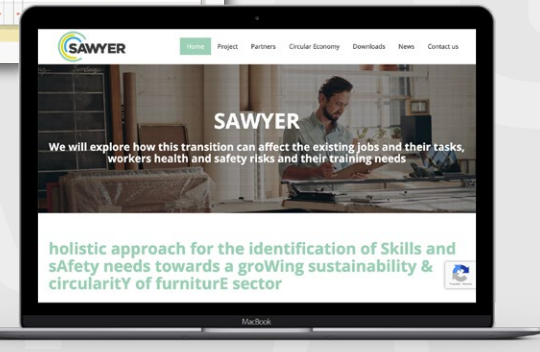 SAWYER
Home Project Partners Circular Economy Downloads News Contact us
SAWYER
We will explore how this transition can affect the existing jobs and their tasks,
workers health and safety risks and their training needs
holistic approach for the identification of Skills and
sAfety needs towards a groWing sustainability &
circularitY of furniturE sector
MacBook